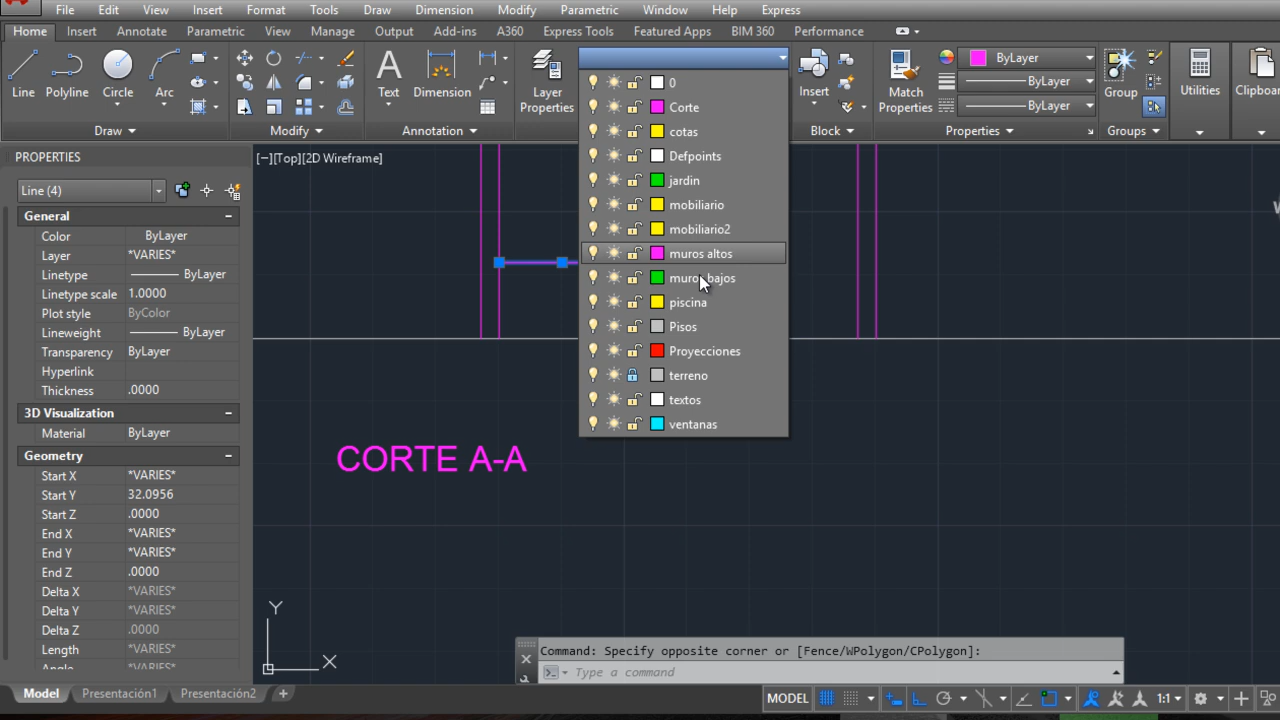 File Edit View Insert Format Tools Draw Dimension Modify Parametric Window Help Express
Home Insert Annotate Parametric View Manage Output Add-ins A360 Express Tools Featured Apps BIM 360 Performance
Line Polyline Circle Arc Text Dimension Layer Properties Insert Match Properties Group Utilities Clipboa
ByLayer
ByLayer
ByLayer
Draw Modify Annotation Block Properties Groups
0
Corte
cotas
Defpoints
jardin
mobiliario
mobiliario2
muros altos
muros bajos
piscina
Pisos
Proyecciones
terreno
textos
ventanas
PROPERTIES
Line (4)
General
Color ByLayer
Layer *VARIES*
Linetype ByLayer
Linetype scale 1.0000
Plot style ByColor
Lineweight ByLayer
Transparency ByLayer
Hyperlink
Thickness .0000
3D Visualization
Material ByLayer
Geometry
Start X *VARIES*
Start Y 32.0956
Start Z .0000
End X *VARIES*
End Y *VARIES*
End Z .0000
Delta X *VARIES*
Delta Y *VARIES*
Delta Z .0000
Length *VARIES*
Angle *VARIES*
[−][Top][2D Wireframe]
W
CORTE A-A
Y
X
Command: Specify opposite corner or [Fence/WPolygon/CPolygon]:
Type a command
Model Presentación1 Presentación2 +
MODEL 1:1